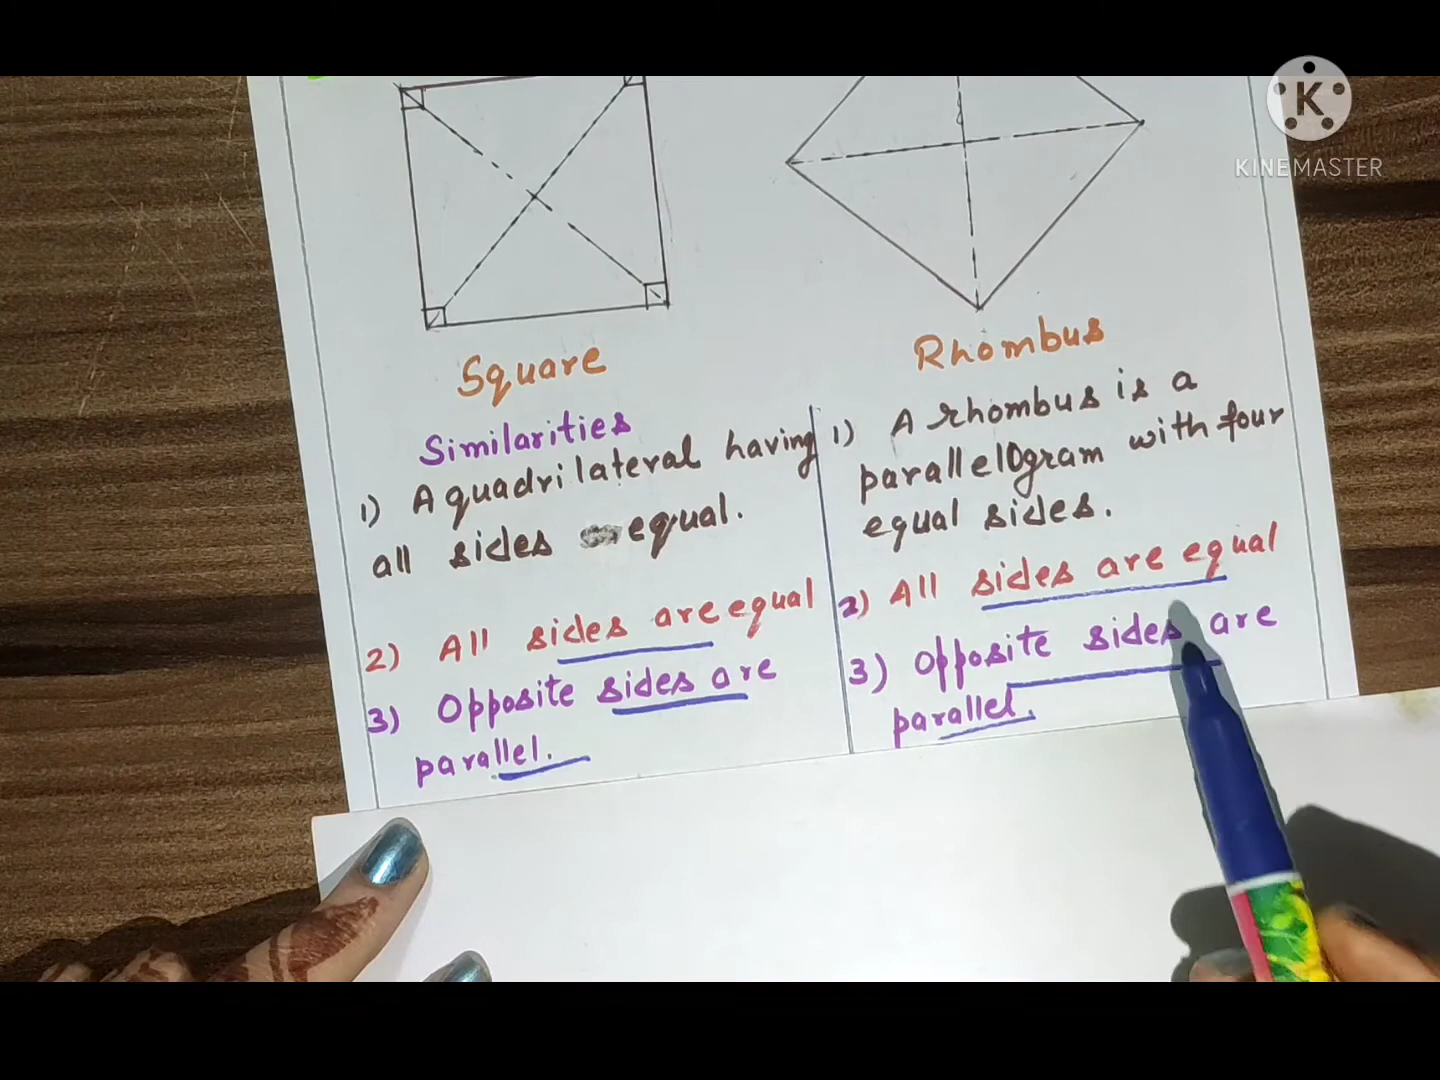 K
KINEMASTER
Square
Similarities
1) A quadrilateral having
all sides equal.
2) All sides are equal
3) Opposite sides are
parallel.
Rhombus
1) A rhombus is a
parallelogram with four
equal sides.
2) All sides are equal
3) Opposite sides are
parallel.